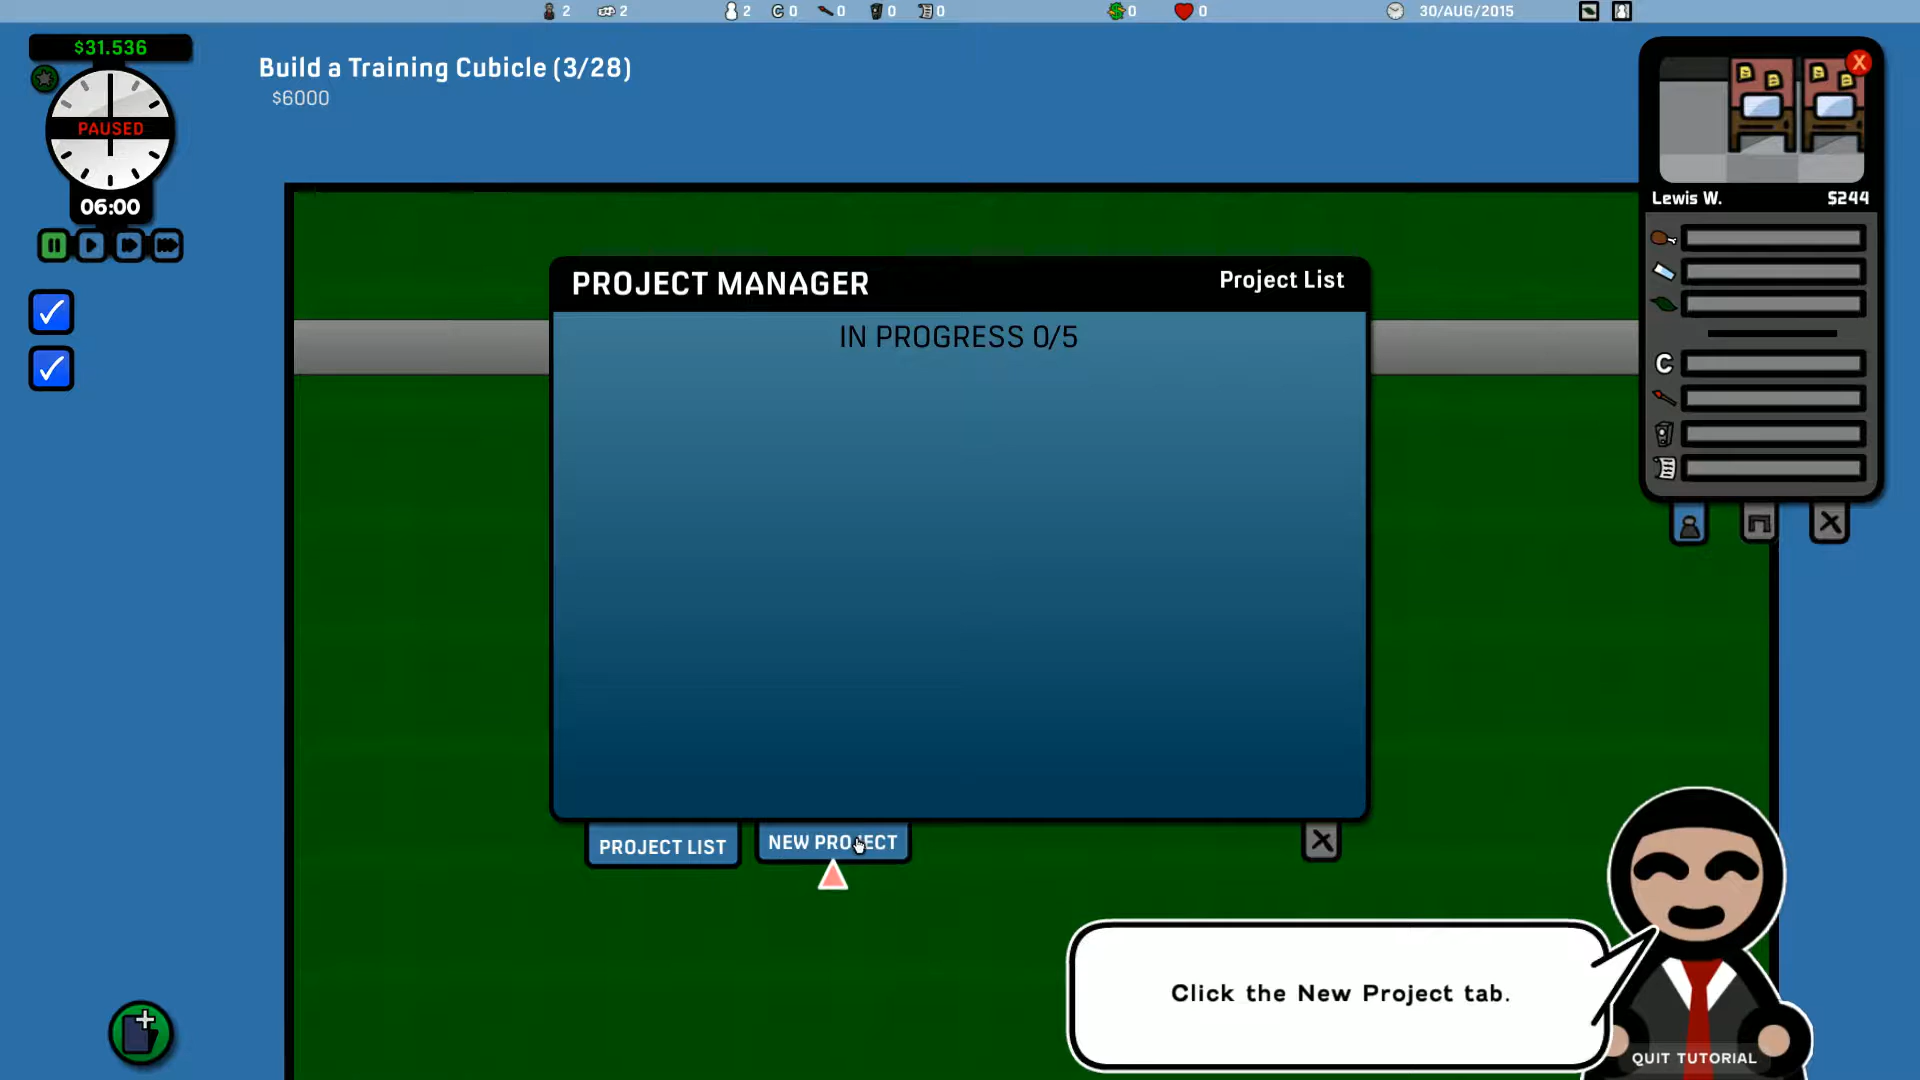 2 2 2 C 0 0 0 0 0 0 30/AUG/2015
$31.536
Build a Training Cubicle (3/28)
$6000
PAUSED
06:00
X
Lewis W. $244
C
PROJECT MANAGER Project List
IN PROGRESS 0/5
PROJECT LIST NEW PROJECT
Click the New Project tab.
QUIT TUTORIAL